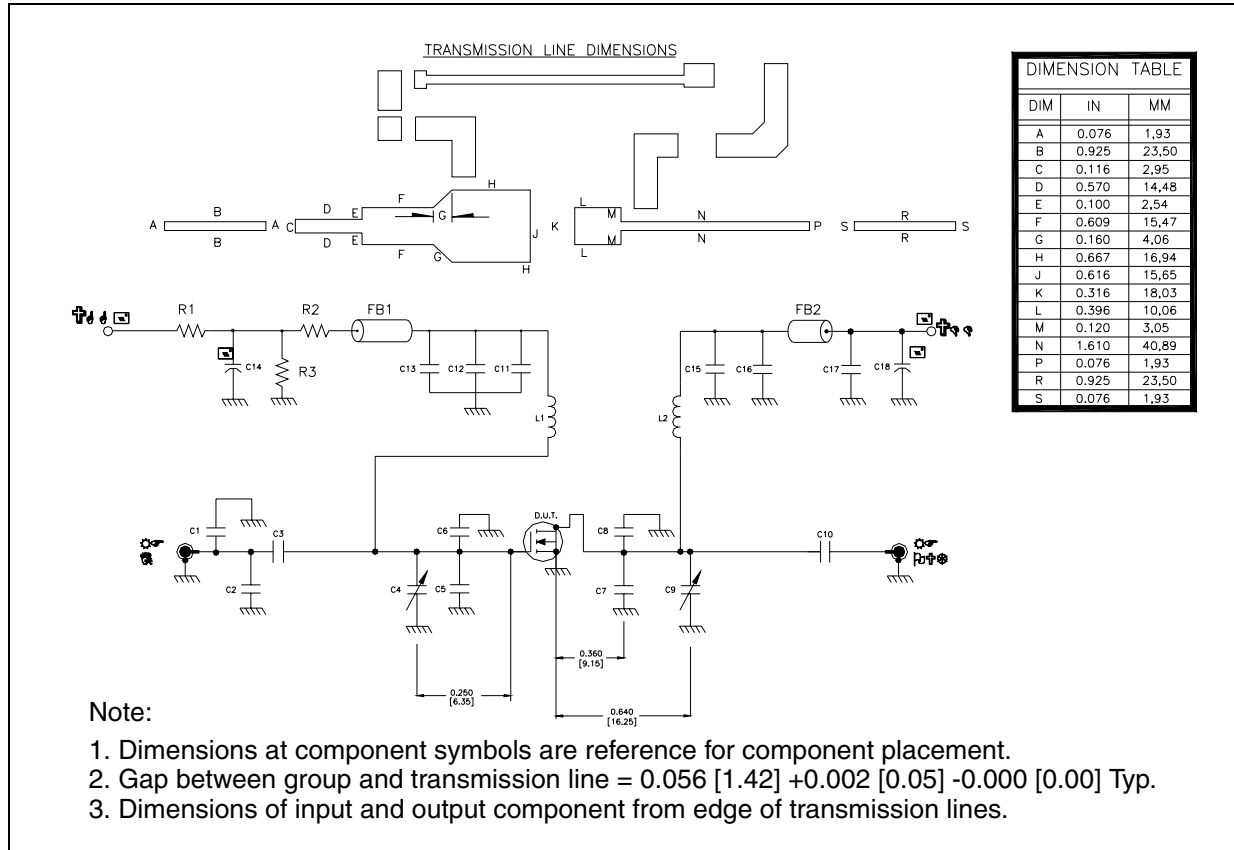 TRANSMISSION LINE DIMENSIONS
DIMENSION TABLE
DIM IN MM
A 0.076 1,93
B 0.925 23,50
C 0.116 2,95
D 0.570 14,48
E 0.100 2,54
F 0.609 15,47
G 0.160 4,06
H 0.667 16,94
J 0.616 15,65
K 0.316 18,03
L 0.396 10,06
M 0.120 3,05
N 1.610 40,89
P 0.076 1,93
R 0.925 23,50
S 0.076 1,93
H
F
G
L
B
D
E
M
N
R
A
A
C
J
K
P
S
S
B
D
E
F
G
H
M
L
N
R
R1
R2
FB1
FB2
C14
R3
C13
C12
C11
C15
C16
C17
C18
L1
L2
D.U.T.
C1
C3
C6
C8
C10
C2
C4
C5
C7
C9
0.360
[9.15]
0.250
[6.35]
0.640
[16.25]
Note:
1. Dimensions at component symbols are reference for component placement.
2. Gap between group and transmission line = 0.056 [1.42] +0.002 [0.05] -0.000 [0.00] Typ.
3. Dimensions of input and output component from edge of transmission lines.